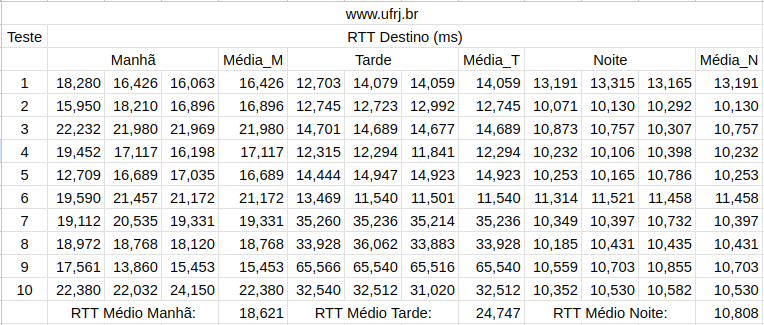 www.ufrj.br
Teste RTT Destino (ms)
Manhã Média_M Tarde Média_T Noite Média_N
1 18,280 16,426 16,063 16,426 12,703 14,079 14,059 14,059 13,191 13,315 13,165 13,191
2 15,950 18,210 16,896 16,896 12,745 12,723 12,992 12,745 10,071 10,130 10,292 10,130
3 22,232 21,980 21,969 21,980 14,701 14,689 14,677 14,689 10,873 10,757 10,307 10,757
4 19,452 17,117 16,198 17,117 12,315 12,294 11,841 12,294 10,232 10,106 10,398 10,232
5 12,709 16,689 17,035 16,689 14,444 14,947 14,923 14,923 10,253 10,165 10,786 10,253
6 19,590 21,457 21,172 21,172 13,469 11,540 11,501 11,540 11,314 11,521 11,458 11,458
7 19,112 20,535 19,331 19,331 35,260 35,236 35,214 35,236 10,349 10,397 10,732 10,397
8 18,972 18,768 18,120 18,768 33,928 36,062 33,883 33,928 10,185 10,431 10,435 10,431
9 17,561 13,860 15,453 15,453 65,566 65,540 65,516 65,540 10,559 10,703 10,855 10,703
10 22,380 22,032 24,150 22,380 32,540 32,512 31,020 32,512 10,352 10,530 10,582 10,530
RTT Médio Manhã: 18,621 RTT Médio Tarde: 24,747 RTT Médio Noite: 10,808